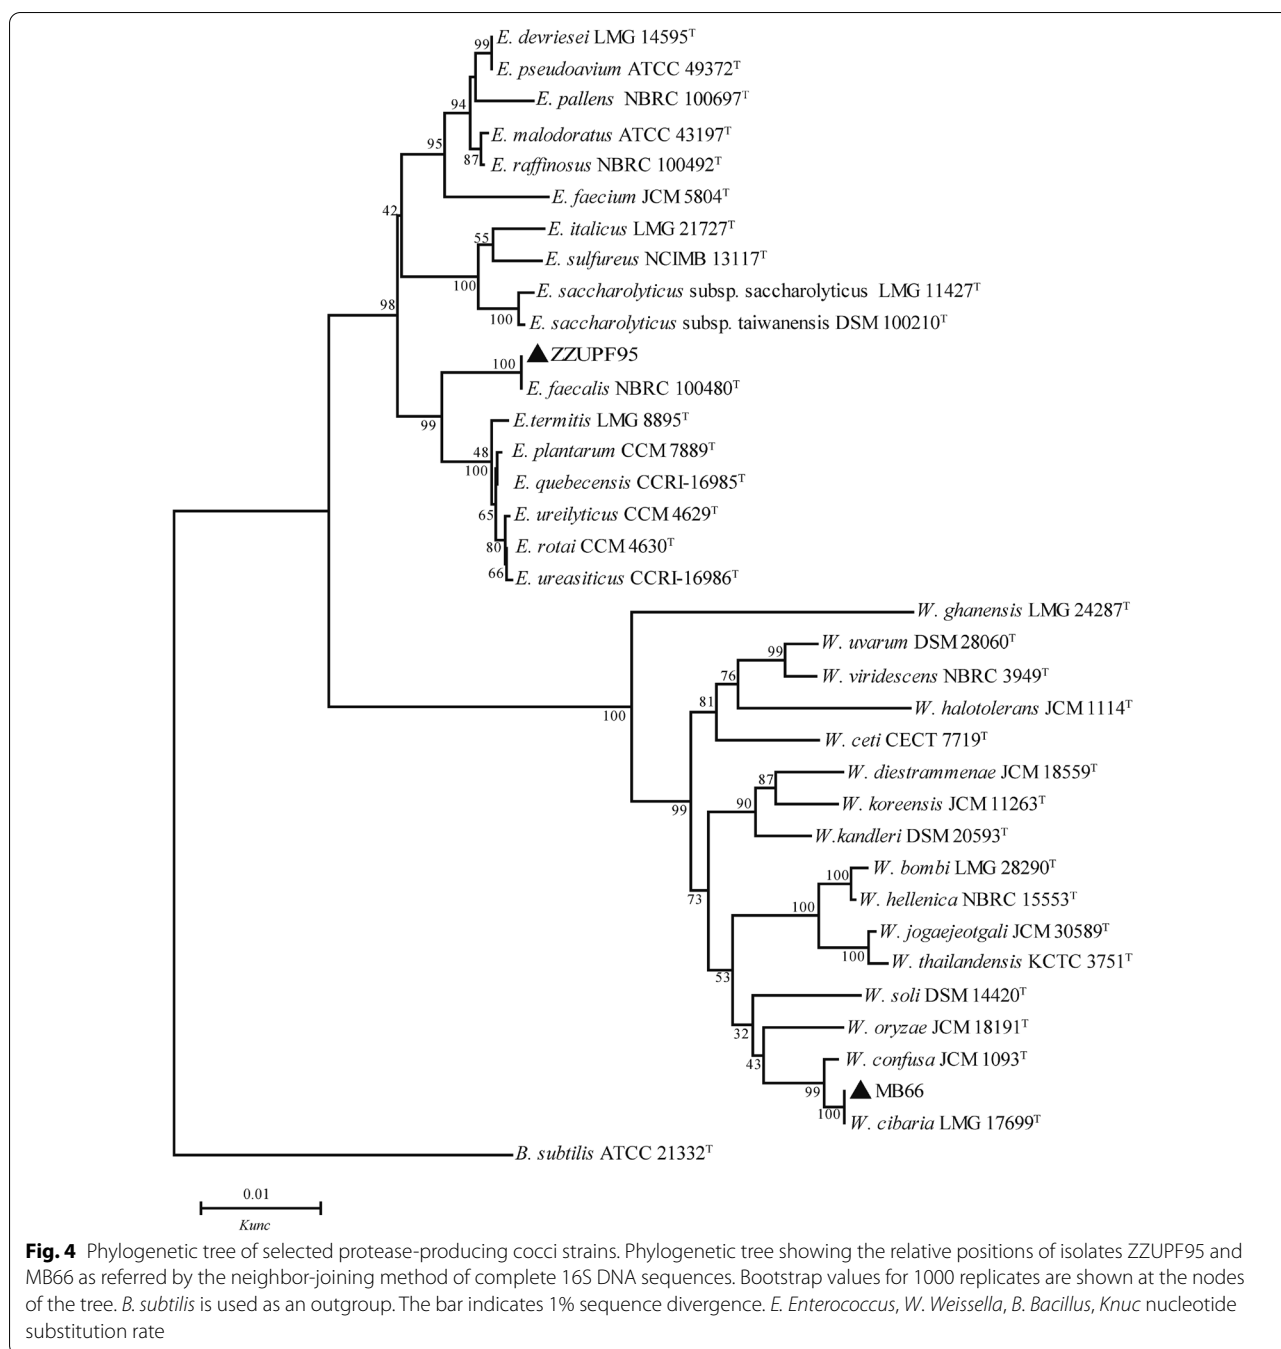 99
E. devriesei LMG 14595ᵀ
E. pseudoavium ATCC 49372ᵀ
E. pallens NBRC 100697ᵀ
94
E. malodoratus ATCC 43197ᵀ
95
87
E. raffinosus NBRC 100492ᵀ
E. faecium JCM 5804ᵀ
42
E. italicus LMG 21727ᵀ
55
E. sulfureus NCIMB 13117ᵀ
100
E. saccharolyticus subsp. saccharolyticus LMG 11427ᵀ
98
100
E. saccharolyticus subsp. taiwanensis DSM 100210ᵀ
▲ZZUPF95
100
E. faecalis NBRC 100480ᵀ
99
E.termitis LMG 8895ᵀ
48
E. plantarum CCM 7889ᵀ
100
E. quebecensis CCRI-16985ᵀ
65
E. ureilyticus CCM 4629ᵀ
80
E. rotai CCM 4630ᵀ
66
E. ureasiticus CCRI-16986ᵀ
W. ghanensis LMG 24287ᵀ
W. uvarum DSM 28060ᵀ
99
76
W. viridescens NBRC 3949ᵀ
81
W. halotolerans JCM 1114ᵀ
100
W. ceti CECT 7719ᵀ
W. diestrammenae JCM 18559ᵀ
87
90
W. koreensis JCM 11263ᵀ
99
W.kandleri DSM 20593ᵀ
W. bombi LMG 28290ᵀ
100
73
100
W. hellenica NBRC 15553ᵀ
W. jogaejeotgali JCM 30589ᵀ
100
W. thailandensis KCTC 3751ᵀ
53
W. soli DSM 14420ᵀ
32
W. oryzae JCM 18191ᵀ
43
W. confusa JCM 1093ᵀ
99
▲ MB66
100
W. cibaria LMG 17699ᵀ
B. subtilis ATCC 21332ᵀ
0.01
Kunc
Fig. 4 Phylogenetic tree of selected protease-producing cocci strains. Phylogenetic tree showing the relative positions of isolates ZZUPF95 and
MB66 as referred by the neighbor-joining method of complete 16S DNA sequences. Bootstrap values for 1000 replicates are shown at the nodes
of the tree. B. subtilis is used as an outgroup. The bar indicates 1% sequence divergence. E. Enterococcus, W. Weissella, B. Bacillus, Knuc nucleotide
substitution rate